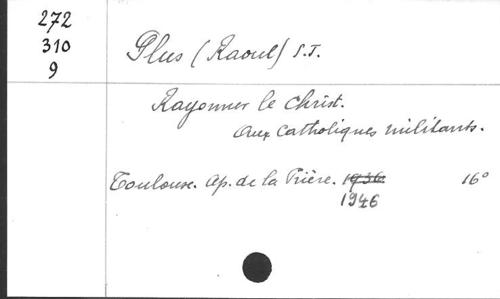 272
310
9
Plus (Raoul) S.J.
Rayonner le Christ.
Aux Catholiques militants.
Toulouse. Ap. de la Prière. 1936 16°
1946